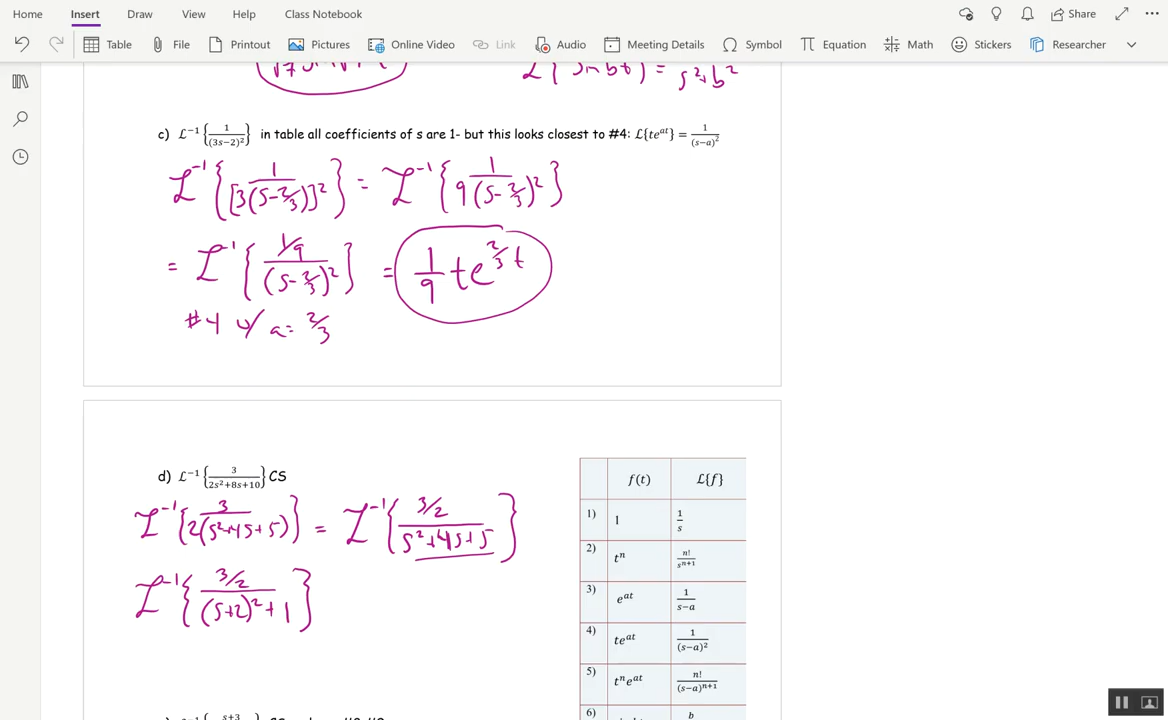 Home Insert Draw View Help Class Notebook Share
Table File Printout Pictures Online Video Link Audio Meeting Details Symbol Equation Math Stickers Researcher
ℒ{sin bt} = s²+b²
c) ℒ⁻¹{1/(3s−2)²} in table all coefficients of s are 1- but this looks closest to #4: ℒ{te^{at}} = 1/(s−a)²
ℒ⁻¹{1/[3(s−2/3)]²} = ℒ⁻¹{1/9(s−2/3)²}
= ℒ⁻¹{(1/9)/(s−2/3)²} = 1/9 te^{2/3 t}
#4 w/ a = 2/3
d) ℒ⁻¹{3/(2s²+8s+10)} CS
ℒ⁻¹{3/2(s²+4s+5)} = ℒ⁻¹{(3/2)/(s²+4s+5)}
ℒ⁻¹{(3/2)/((s+2)²+1)}
f(t) ℒ{f}
1) 1 1/s
2) tⁿ n!/s^{n+1}
3) e^{at} 1/(s−a)
4) te^{at} 1/(s−a)²
5) tⁿe^{at} n!/(s−a)^{n+1}
6) b
s+3